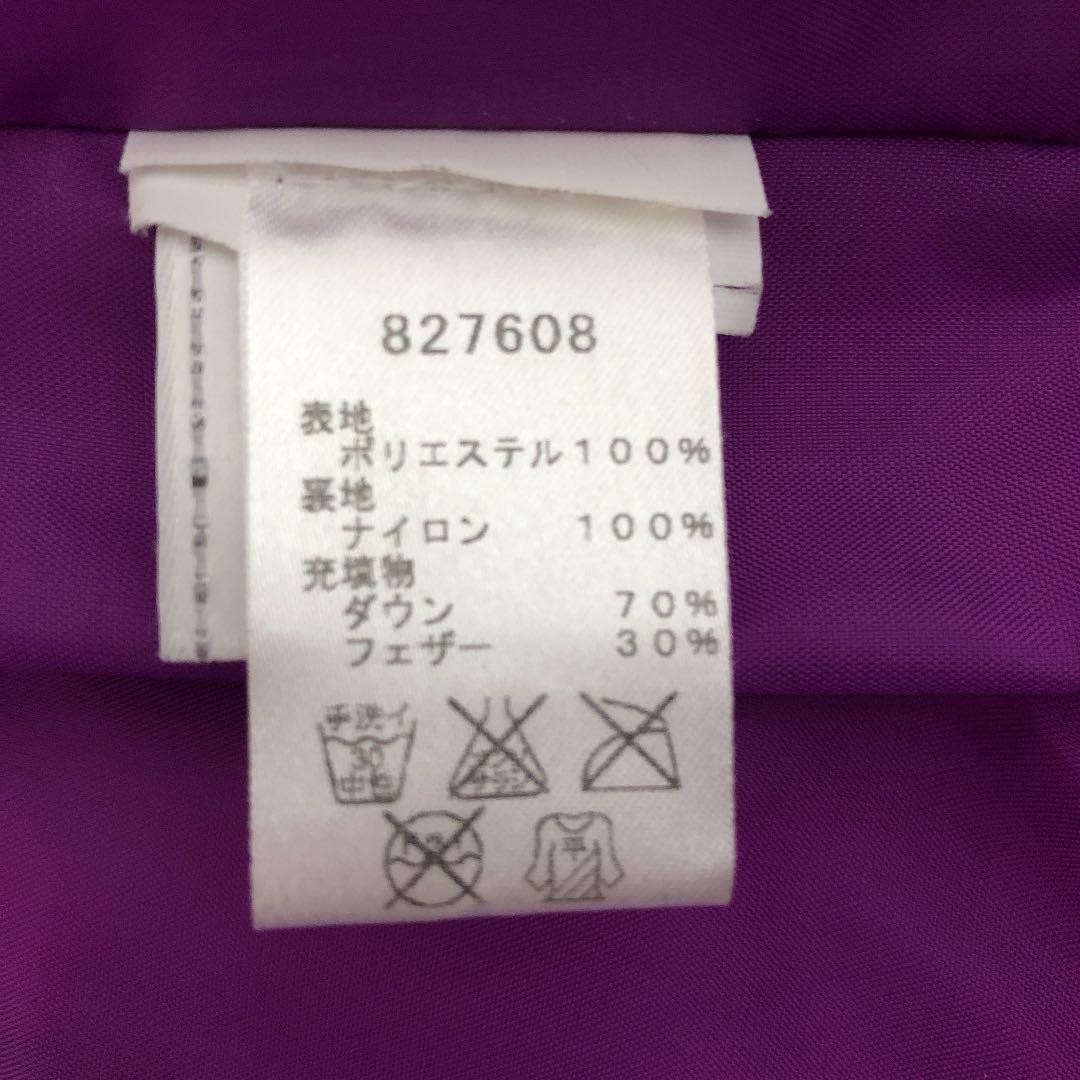 827608
表地
ポリエステル100%
裏地
ナイロン 100%
充填物
ダウン 70%
フェザー 30%
手洗イ
30
中性
平